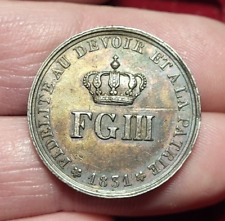 FIDELITE AU DEVOIR ET A LA PATRIE
FGIII
* 1831 *